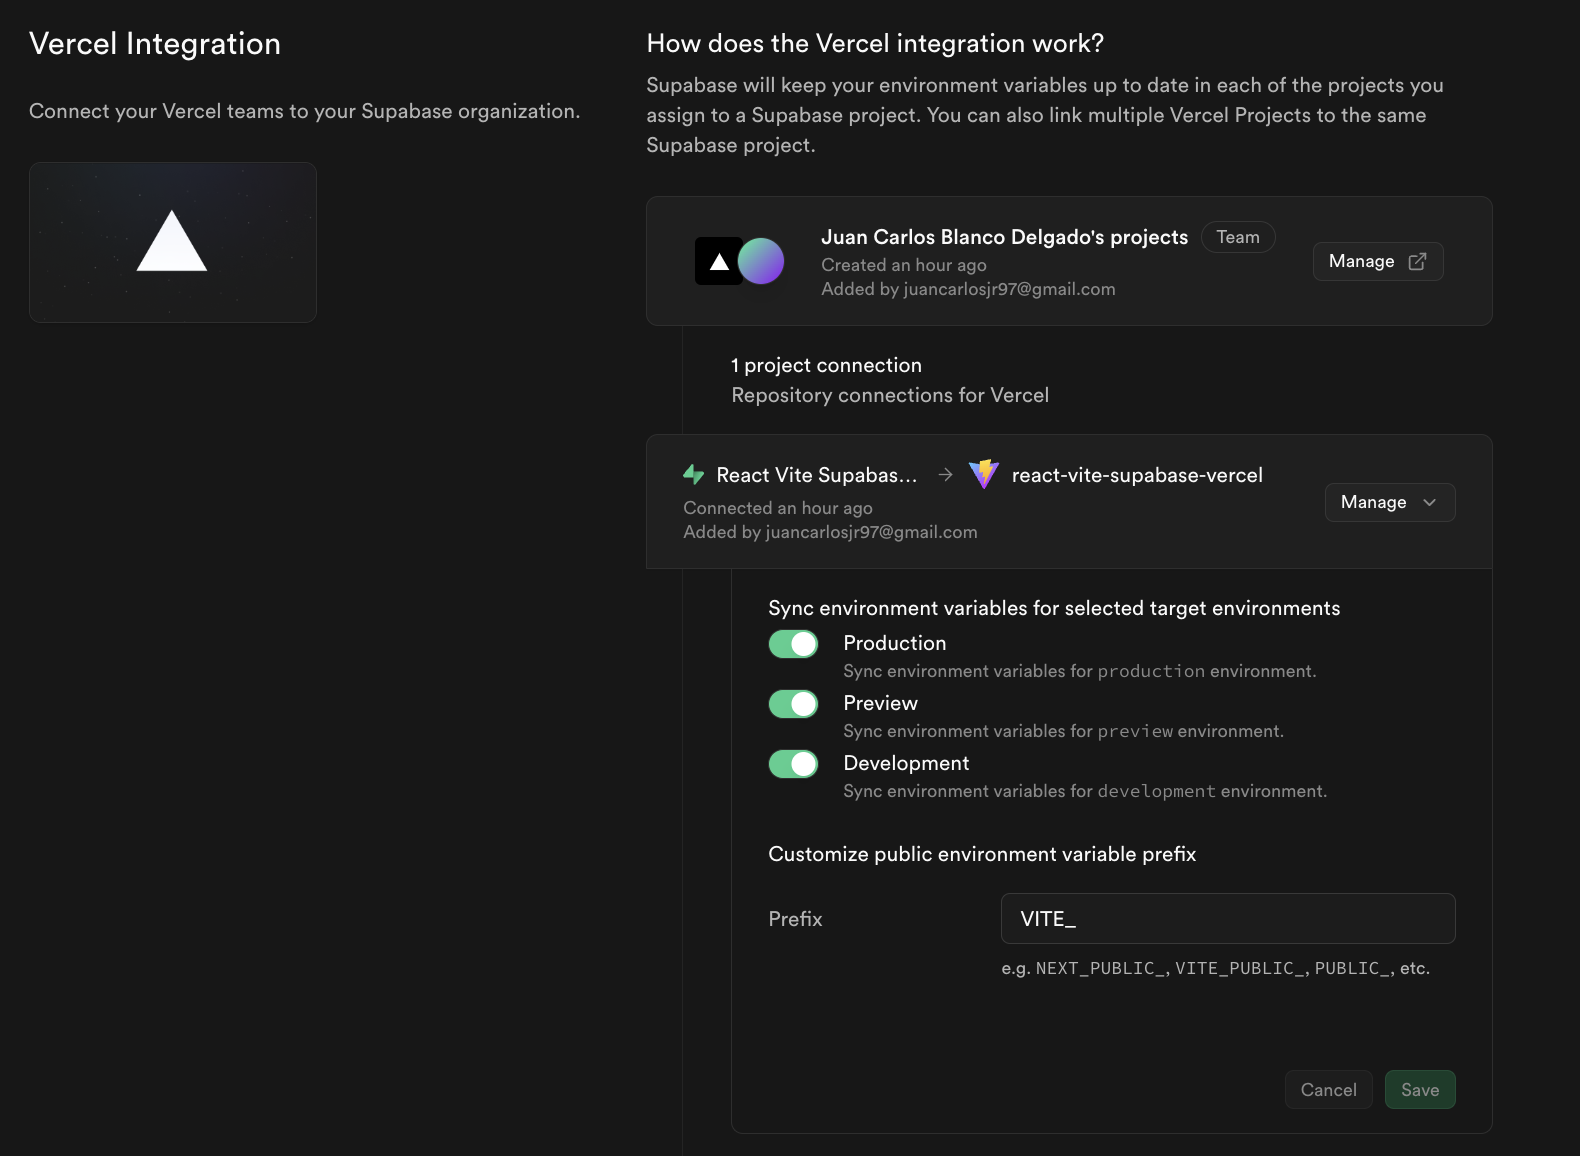 Vercel Integration
Connect your Vercel teams to your Supabase organization.
How does the Vercel integration work?
Supabase will keep your environment variables up to date in each of the projects you
assign to a Supabase project. You can also link multiple Vercel Projects to the same
Supabase project.
Juan Carlos Blanco Delgado's projects Team
Created an hour ago
Added by juancarlosjr97@gmail.com
Manage
1 project connection
Repository connections for Vercel
React Vite Supabas... → react-vite-supabase-vercel
Connected an hour ago
Added by juancarlosjr97@gmail.com
Manage
Sync environment variables for selected target environments
Production
Sync environment variables for production environment.
Preview
Sync environment variables for preview environment.
Development
Sync environment variables for development environment.
Customize public environment variable prefix
Prefix
VITE_
e.g. NEXT_PUBLIC_, VITE_PUBLIC_, PUBLIC_, etc.
Cancel Save